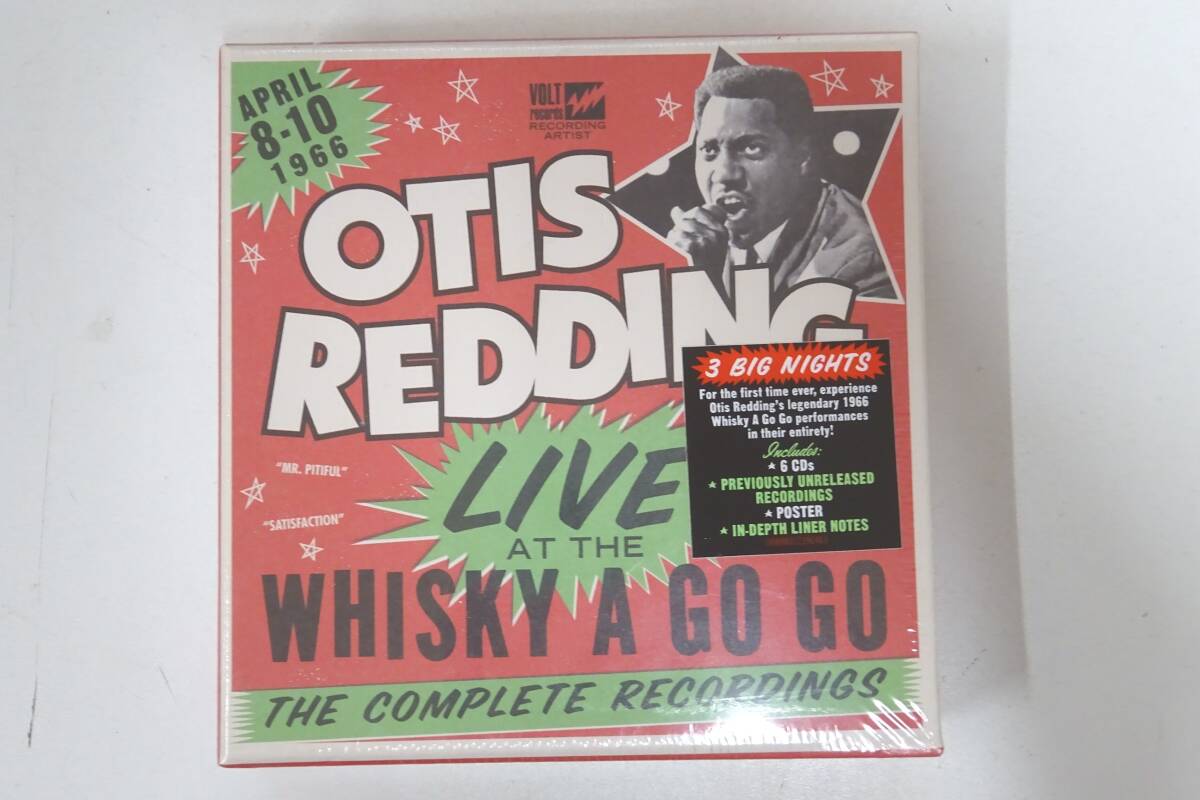 APRIL
8-10
1966
VOLT
records
RECORDING
ARTIST
OTIS
REDDING
3 BIG NIGHTS
For the first time ever, experience
Otis Redding's legendary 1966
Whisky A Go Go performances
in their entirety!
Includes:
★ 6 CDs
★ PREVIOUSLY UNRELEASED
RECORDINGS
★ POSTER
★ IN-DEPTH LINER NOTES
"MR. PITIFUL"
"SATISFACTION"
LIVE
AT THE
WHISKY A GO GO
THE COMPLETE RECORDINGS